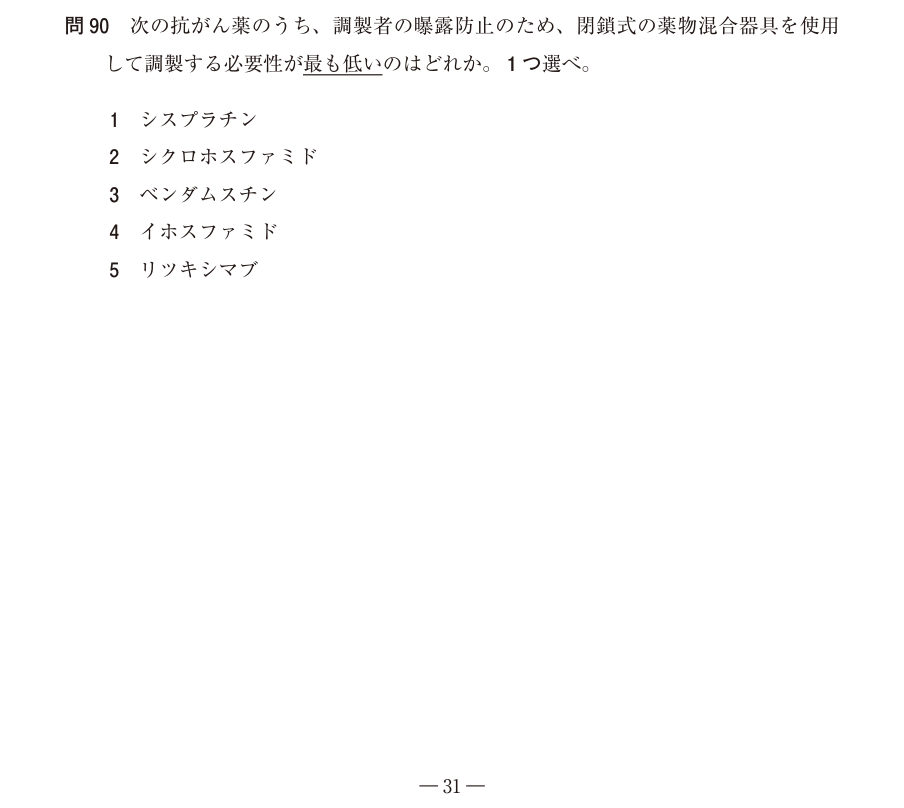 問 90 次の抗がん薬のうち、調製者の曝露防止のため、閉鎖式の薬物混合器具を使用
して調製する必要性が最も低いのはどれか。1つ選べ。
1 シスプラチン
2 シクロホスファミド
3 ベンダムスチン
4 イホスファミド
5 リツキシマブ
— 31 —